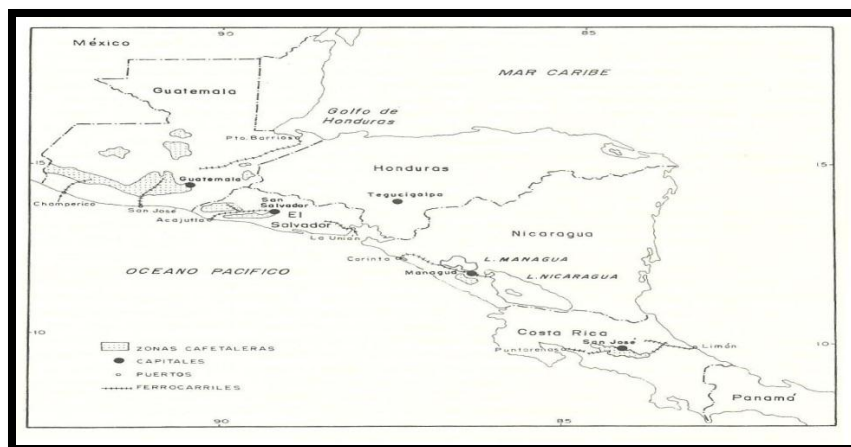 90
85
México
MAR CARIBE
Guatemala
Golfo de
Honduras
Pto. Barrios
15
Honduras
15
Guatemala
Tegucigalpa
Champerico
San José
San
Salvador
Acajutla
El
Salvador
La Unión
Nicaragua
Corinto
L. MANAGUA
Managua
L. NICARAGUA
OCEANO PACIFICO
10
Costa Rica
10
San José
Limón
Puntarenas
ZONAS CAFETALERAS
CAPITALES
PUERTOS
FERROCARRILES
Panamá
90
85